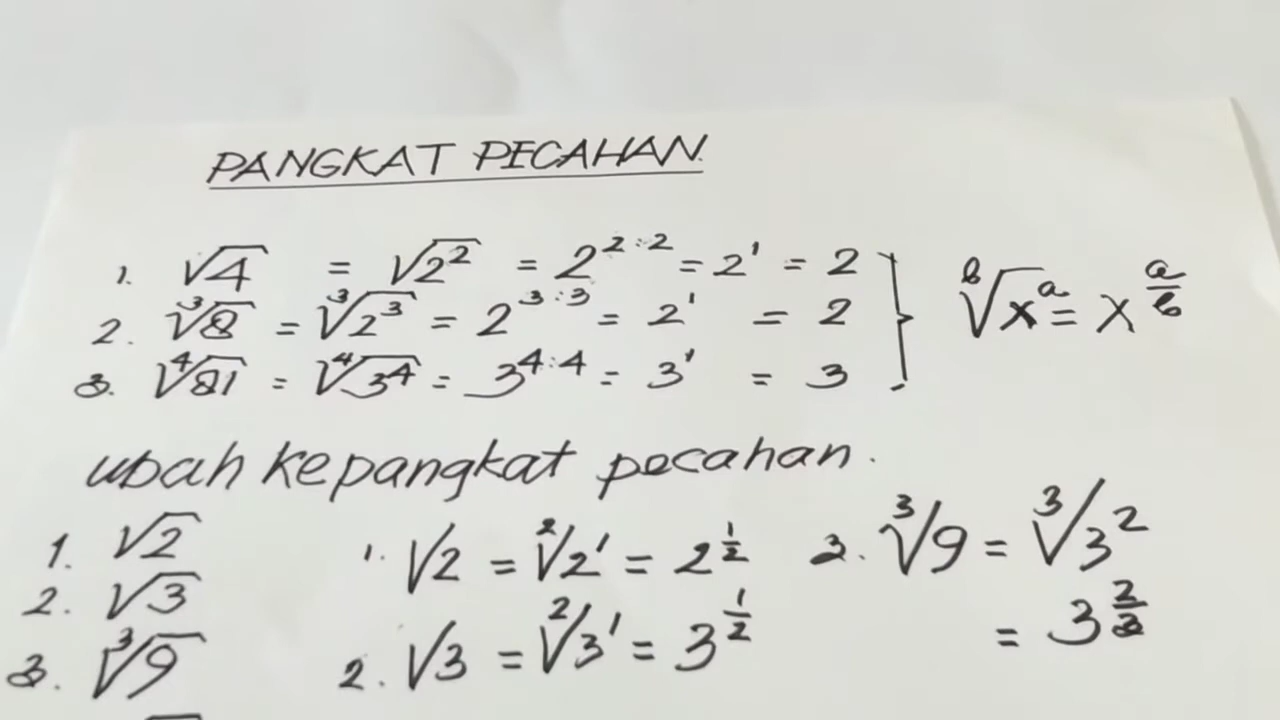 PANGKAT PECAHAN.
1. √4 = √2² = 2^(2:2) = 2¹ = 2
2. ∛8 = ∛2³ = 2^(3:3) = 2¹ = 2
3. ∜81 = ∜3⁴ = 3^(4:4) = 3¹ = 3
ᵇ√xᵃ = x^(a/b)
ubah ke pangkat pecahan.
1. √2
2. √3
3. ∛9
1. √2 = ²√2¹ = 2^(1/2)
2. √3 = ²√3¹ = 3^(1/2)
3. ∛9 = ∛3²
= 3^(2/3)